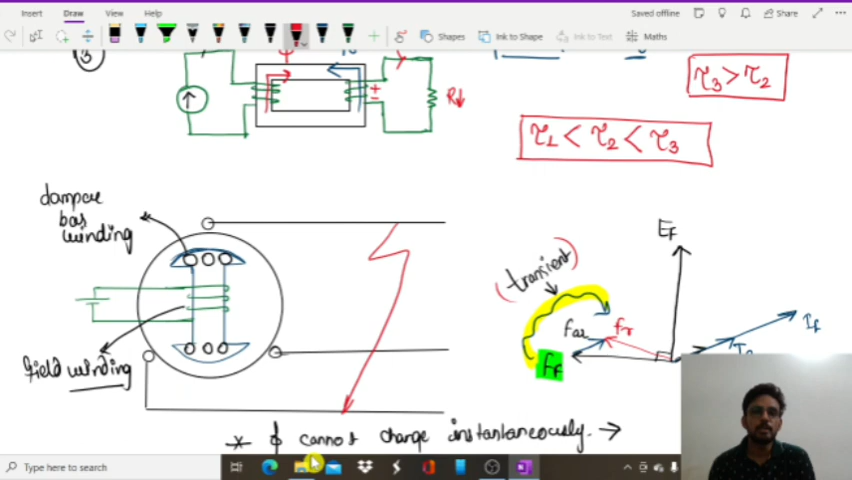 Insert Draw View Help Saved offline Share
Shapes Ink to Shape Ink to Text Maths
3
φ
+
-
R↓
τ3 > τ2
τ1 < τ2 < τ3
damper
bar
winding
field winding
Ef
(transient)
far
fr
Ff
If
* φ cannot change instantaneously. →
Type here to search